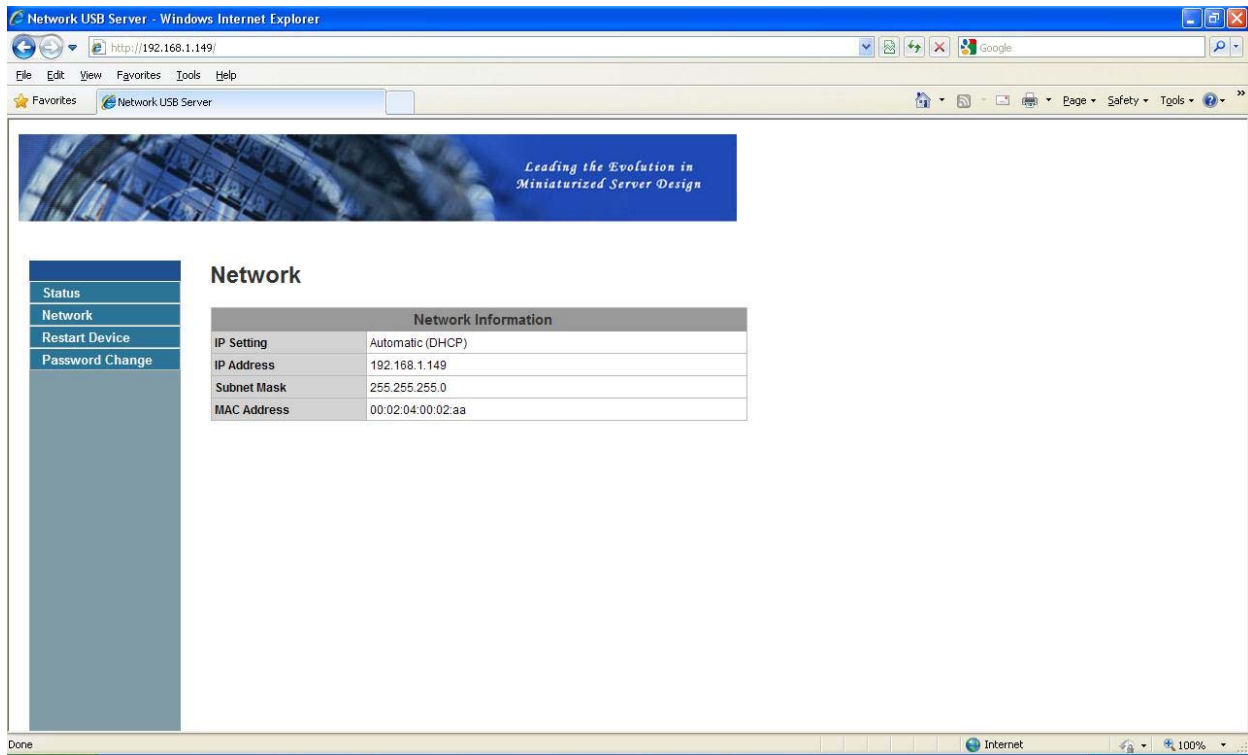 Network USB Server - Windows Internet Explorer
http://192.168.1.149/
Google
File Edit View Favorites Tools Help
Favorites Network USB Server Page Safety Tools »
Leading the Evolution in
Miniaturized Server Design
Network
Status
Network
Restart Device
Password Change
Network Information
IP Setting Automatic (DHCP)
IP Address 192.168.1.149
Subnet Mask 255.255.255.0
MAC Address 00:02:04:00:02:aa
Done Internet 100%